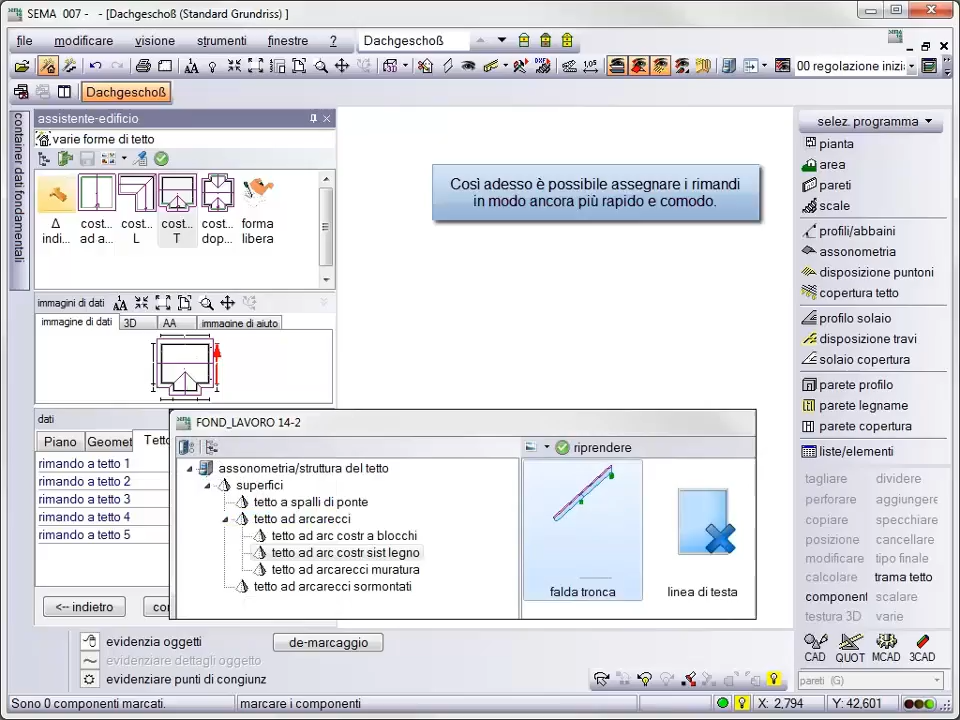 SEMA 007 - - [Dachgeschoß (Standard Grundriss) ]
file modificare visione strumenti finestre ? Dachgeschoß
00 regolazione inizi
Dachgeschoß
container dati fondamentali
assistente-edificio
varie forme di tetto
Δ indi...
cost... ad a...
cost... L
cost... T
cost... dop...
forma libera
immagini di dati
immagine di dati 3D AA immagine di aiuto
dati
Piano Geomet Tetto
rimando a tetto 1
rimando a tetto 2
rimando a tetto 3
rimando a tetto 4
rimando a tetto 5
<-- indietro con
Così adesso è possibile assegnare i rimandi
in modo ancora più rapido e comodo.
FOND_LAVORO 14-2
riprendere
assonometria/struttura del tetto
superfici
tetto a spalli di ponte
tetto ad arcarecci
tetto ad arc costr a blocchi
tetto ad arc costr sist legno
tetto ad arcarecci muratura
tetto ad arcarecci sormontati
falda tronca
linea di testa
selez. programma
pianta
area
pareti
scale
profili/abbaini
assonometria
disposizione puntoni
copertura tetto
profilo solaio
disposizione travi
solaio copertura
parete profilo
parete legname
parete copertura
liste/elementi
tagliare dividere
perforare aggiungere
copiare specchiare
posizione cancellare
modificare tipo finale
calcolare trama tetto
component scalare
testura 3D varie
CAD QUOT MCAD 3CAD
pareti (G)
evidenzia oggetti de-marcaggio
evidenziare dettagli oggetto
evidenziare punti di congiunz
Sono 0 componenti marcati. marcare i componenti X: 2,794 Y: 42,601